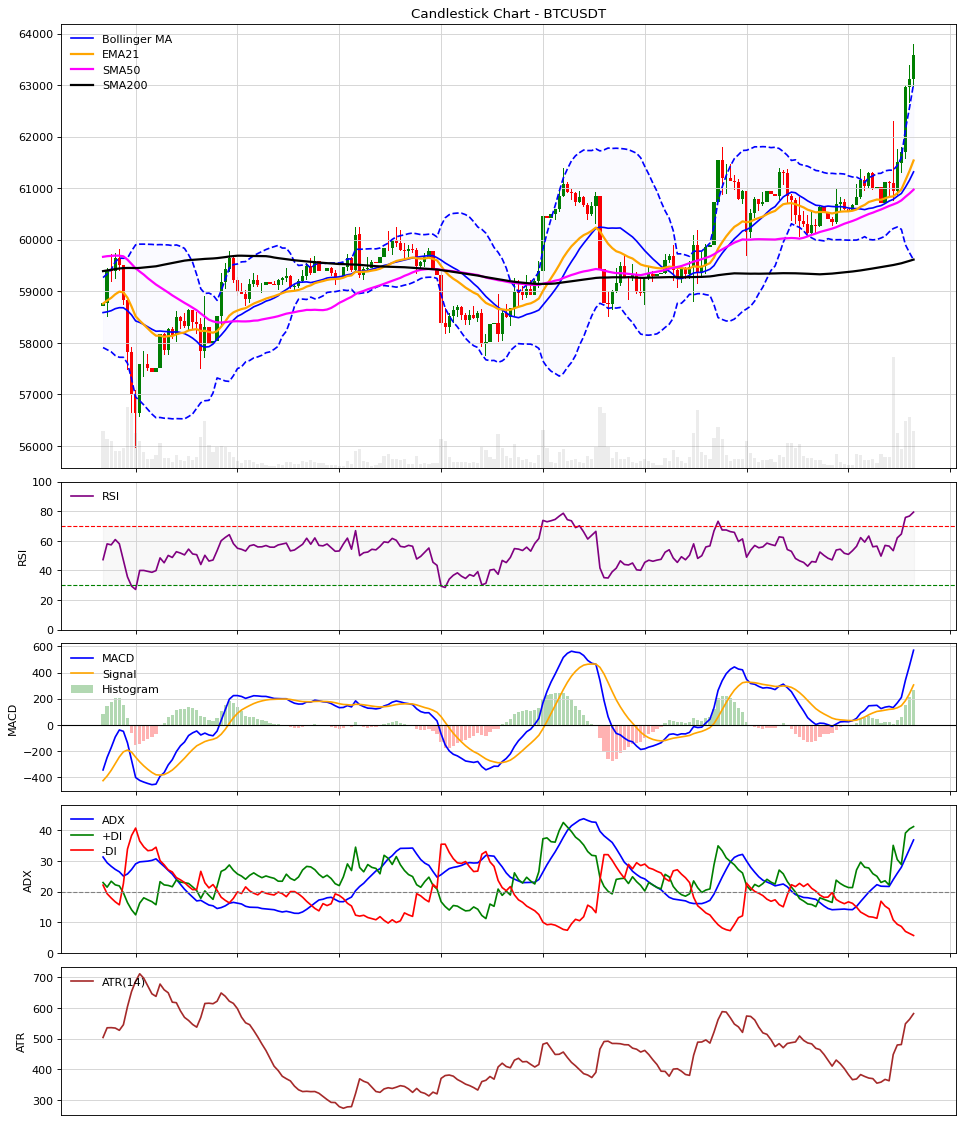 Candlestick Chart - BTCUSDT
64000
Bollinger MA
EMA21
SMA50
SMA200
63000
62000
61000
60000
59000
58000
57000
56000
100
RSI
80
60
RSI
40
20
0
600
MACD
Signal
Histogram
400
200
MACD
0
−200
−400
ADX
+DI
-DI
40
30
ADX
20
10
0
ATR(14)
700
600
500
ATR
400
300